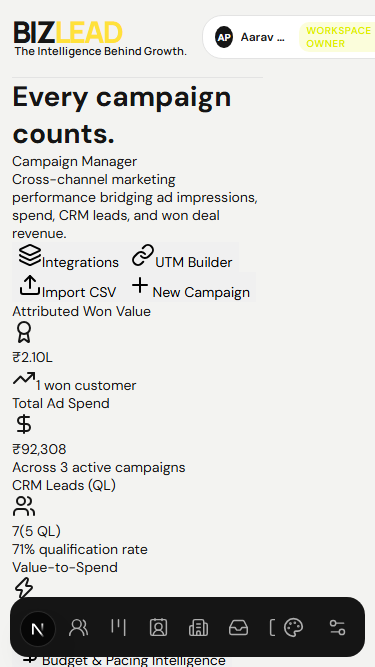 BIZLEAD
The Intelligence Behind Growth.
AP
Aarav ...
WORKSPACE
OWNER
Every campaign
counts.
Campaign Manager
Cross-channel marketing
performance bridging ad impressions,
spend, CRM leads, and won deal
revenue.
Integrations
UTM Builder
Import CSV
New Campaign
Attributed Won Value
₹2.10L
1 won customer
Total Ad Spend
₹92,308
Across 3 active campaigns
CRM Leads (QL)
7(5 QL)
71% qualification rate
Value-to-Spend
N
Budget & Pacing Intelligence